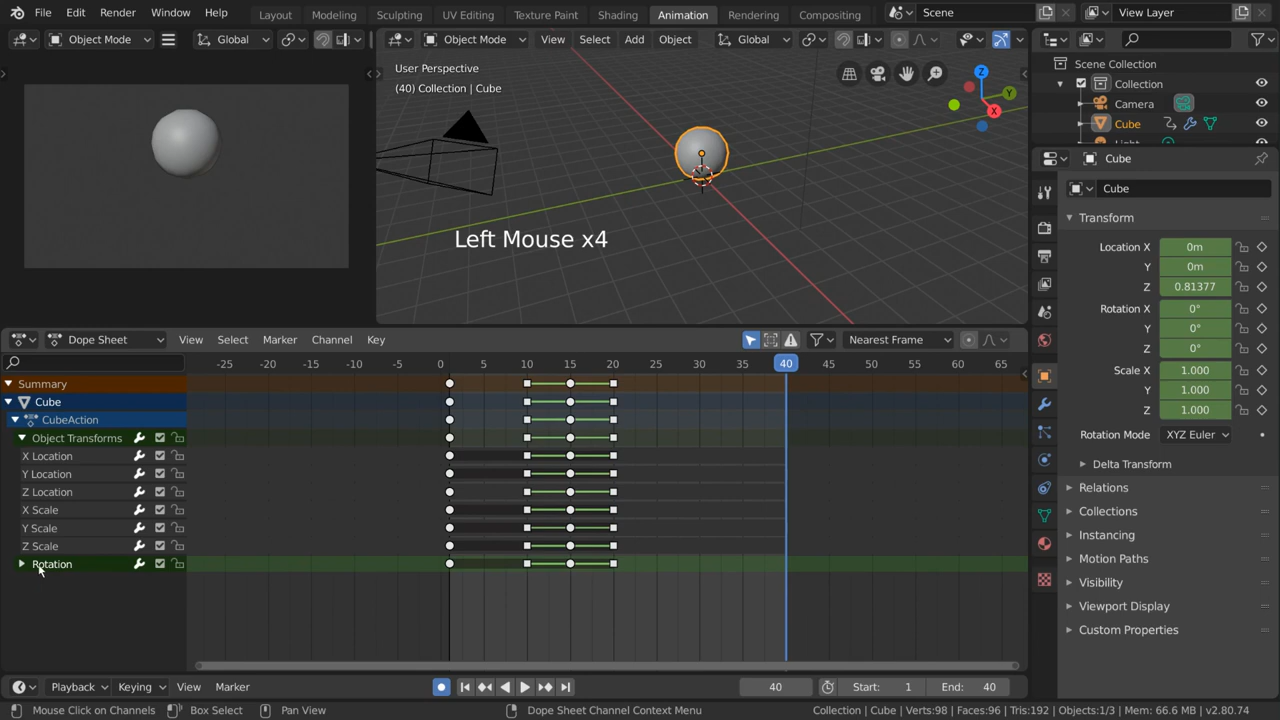 File Edit Render Window Help Layout Modeling Sculpting UV Editing Texture Paint Shading Animation Rendering Compositing Scene View Layer
Object Mode Global Object Mode View Select Add Object Global
User Perspective
(40) Collection | Cube
Z
Y
X
Left Mouse x4
Scene Collection
Collection
Camera
Cube
Cube
Cube
Transform
Location X 0m
Y 0m
Z 0.81377
Rotation X 0°
Y 0°
Z 0°
Scale X 1.000
Y 1.000
Z 1.000
Rotation Mode XYZ Euler
Delta Transform
Relations
Collections
Instancing
Motion Paths
Visibility
Viewport Display
Custom Properties
Dope Sheet View Select Marker Channel Key Nearest Frame
-25 -20 -15 -10 -5 0 5 10 15 20 25 30 35 40 45 50 55 60 65
Summary
Cube
CubeAction
Object Transforms
X Location
Y Location
Z Location
X Scale
Y Scale
Z Scale
Rotation
Playback Keying View Marker 40 Start: 1 End: 40
Mouse Click on Channels Box Select Pan View Dope Sheet Channel Context Menu Collection | Cube | Verts:98 | Faces:96 | Tris:192 | Objects:1/3 | Mem: 66.6 MB | v2.80.74